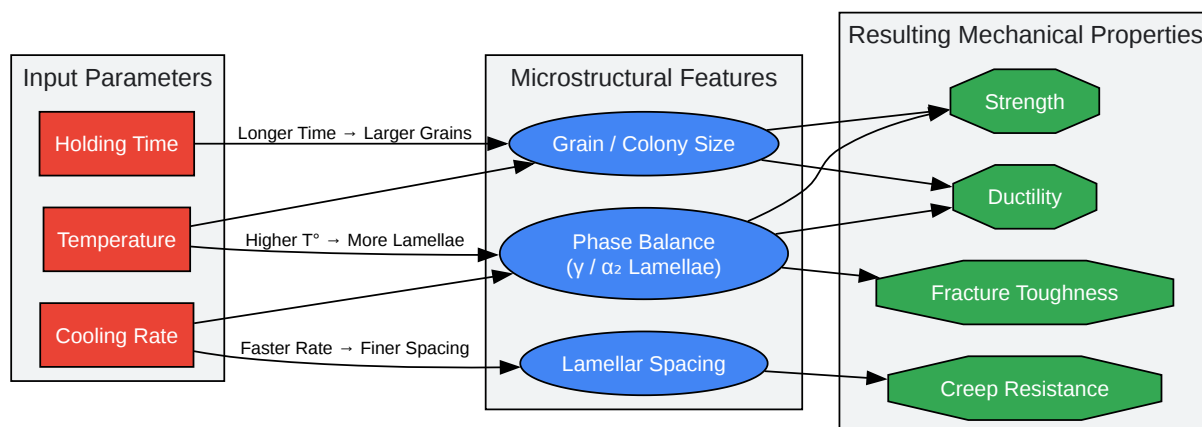 Input Parameters
Holding Time
Temperature
Cooling Rate
Longer Time → Larger Grains
Higher T° → More Lamellae
Faster Rate → Finer Spacing
Microstructural Features
Grain / Colony Size
Phase Balance
(γ / α₂ Lamellae)
Lamellar Spacing
Resulting Mechanical Properties
Strength
Ductility
Fracture Toughness
Creep Resistance